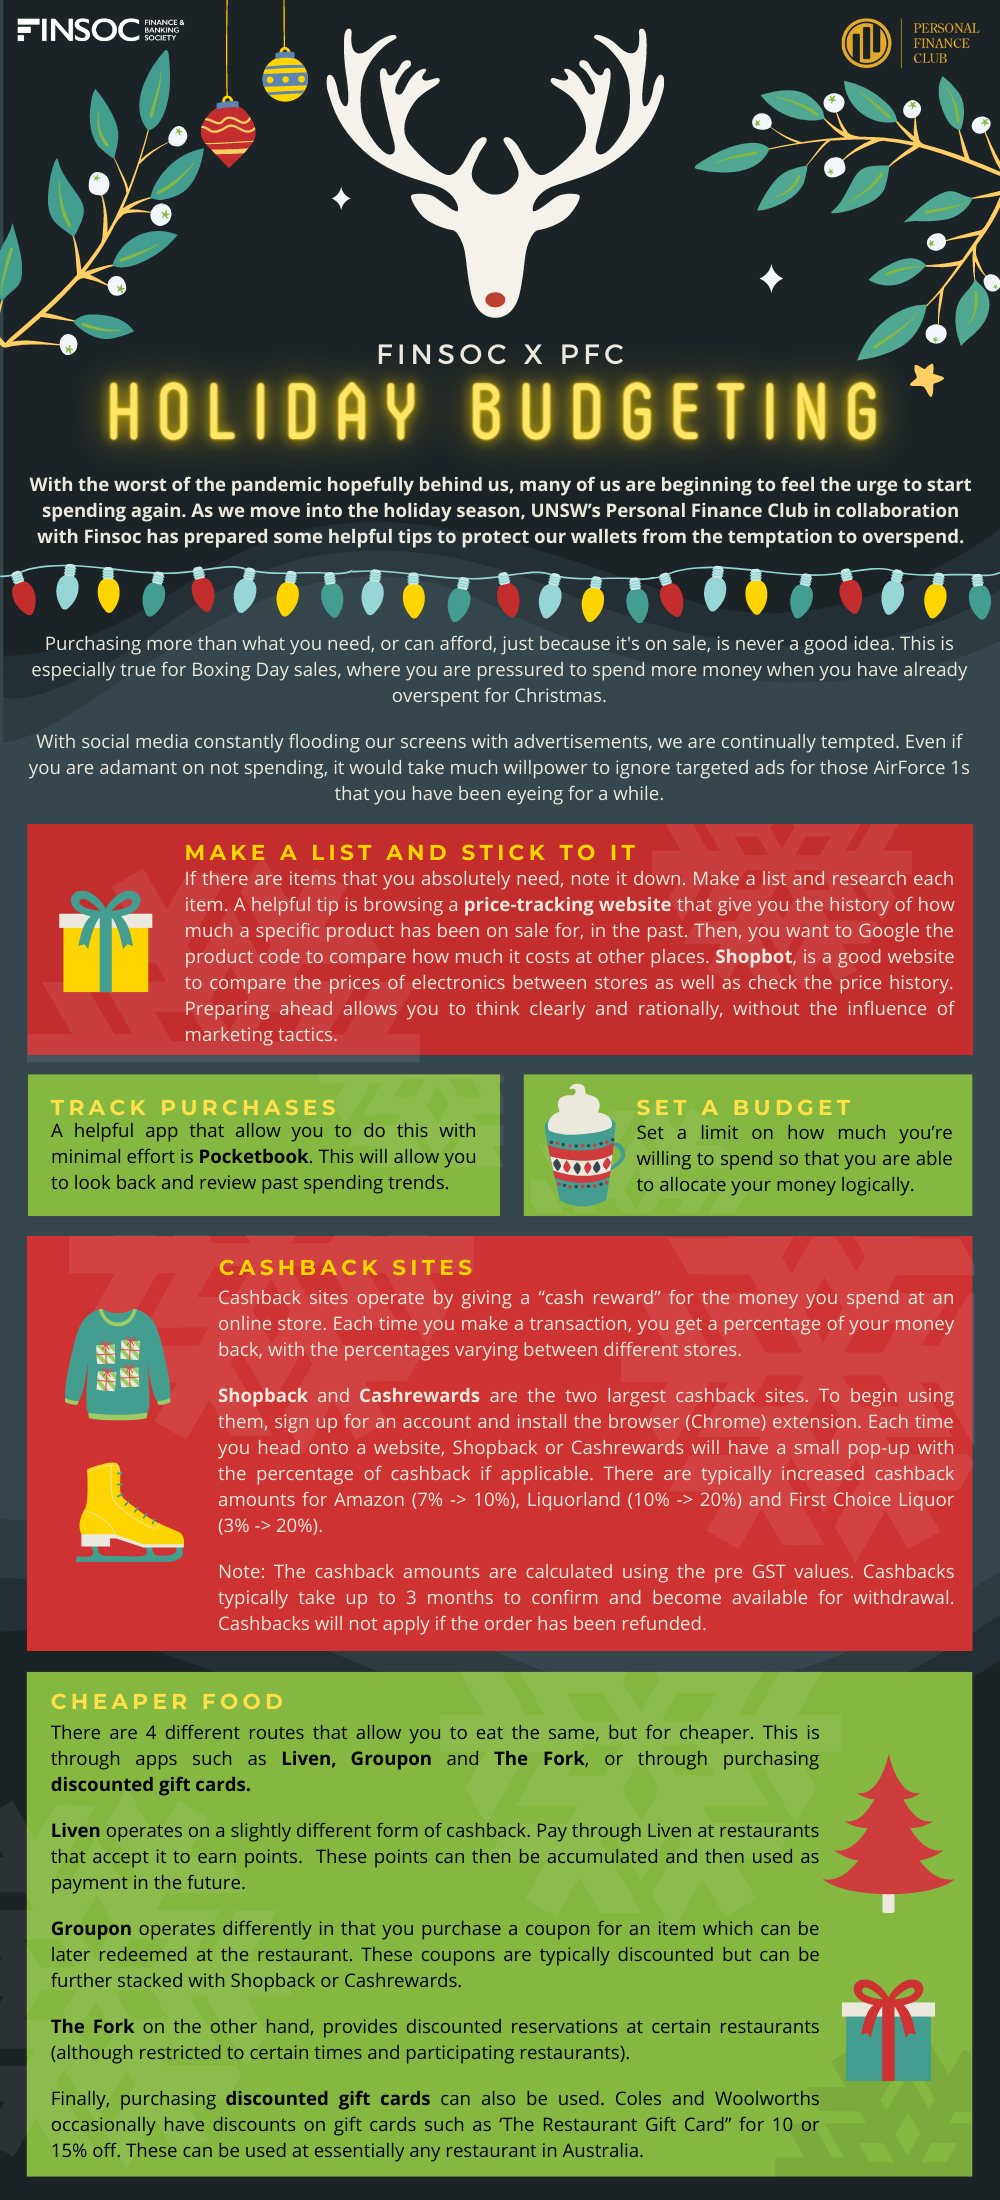 FINSOC FINANCE &
BANKING
SOCIETY
PERSONAL
FINANCE
CLUB
FINSOC X PFC
HOLIDAY BUDGETING
With the worst of the pandemic hopefully behind us, many of us are beginning to feel the urge to start
spending again. As we move into the holiday season, UNSW's Personal Finance Club in collaboration
with Finsoc has prepared some helpful tips to protect our wallets from the temptation to overspend.
Purchasing more than what you need, or can afford, just because it's on sale, is never a good idea. This is
especially true for Boxing Day sales, where you are pressured to spend more money when you have already
overspent for Christmas.
With social media constantly flooding our screens with advertisements, we are continually tempted. Even if
you are adamant on not spending, it would take much willpower to ignore targeted ads for those AirForce 1s
that you have been eyeing for a while.
MAKE A LIST AND STICK TO IT
If there are items that you absolutely need, note it down. Make a list and research each
item. A helpful tip is browsing a price-tracking website that give you the history of how
much a specific product has been on sale for, in the past. Then, you want to Google the
product code to compare how much it costs at other places. Shopbot, is a good website
to compare the prices of electronics between stores as well as check the price history.
Preparing ahead allows you to think clearly and rationally, without the influence of
marketing tactics.
TRACK PURCHASES
A helpful app that allow you to do this with
minimal effort is Pocketbook. This will allow you
to look back and review past spending trends.
SET A BUDGET
Set a limit on how much you're
willing to spend so that you are able
to allocate your money logically.
CASHBACK SITES
Cashback sites operate by giving a “cash reward” for the money you spend at an
online store. Each time you make a transaction, you get a percentage of your money
back, with the percentages varying between different stores.
Shopback and Cashrewards are the two largest cashback sites. To begin using
them, sign up for an account and install the browser (Chrome) extension. Each time
you head onto a website, Shopback or Cashrewards will have a small pop-up with
the percentage of cashback if applicable. There are typically increased cashback
amounts for Amazon (7% -> 10%), Liquorland (10% -> 20%) and First Choice Liquor
(3% -> 20%).
Note: The cashback amounts are calculated using the pre GST values. Cashbacks
typically take up to 3 months to confirm and become available for withdrawal.
Cashbacks will not apply if the order has been refunded.
CHEAPER FOOD
There are 4 different routes that allow you to eat the same, but for cheaper. This is
through apps such as Liven, Groupon and The Fork, or through purchasing
discounted gift cards.
Liven operates on a slightly different form of cashback. Pay through Liven at restaurants
that accept it to earn points. These points can then be accumulated and then used as
payment in the future.
Groupon operates differently in that you purchase a coupon for an item which can be
later redeemed at the restaurant. These coupons are typically discounted but can be
further stacked with Shopback or Cashrewards.
The Fork on the other hand, provides discounted reservations at certain restaurants
(although restricted to certain times and participating restaurants).
Finally, purchasing discounted gift cards can also be used. Coles and Woolworths
occasionally have discounts on gift cards such as ‘The Restaurant Gift Card” for 10 or
15% off. These can be used at essentially any restaurant in Australia.